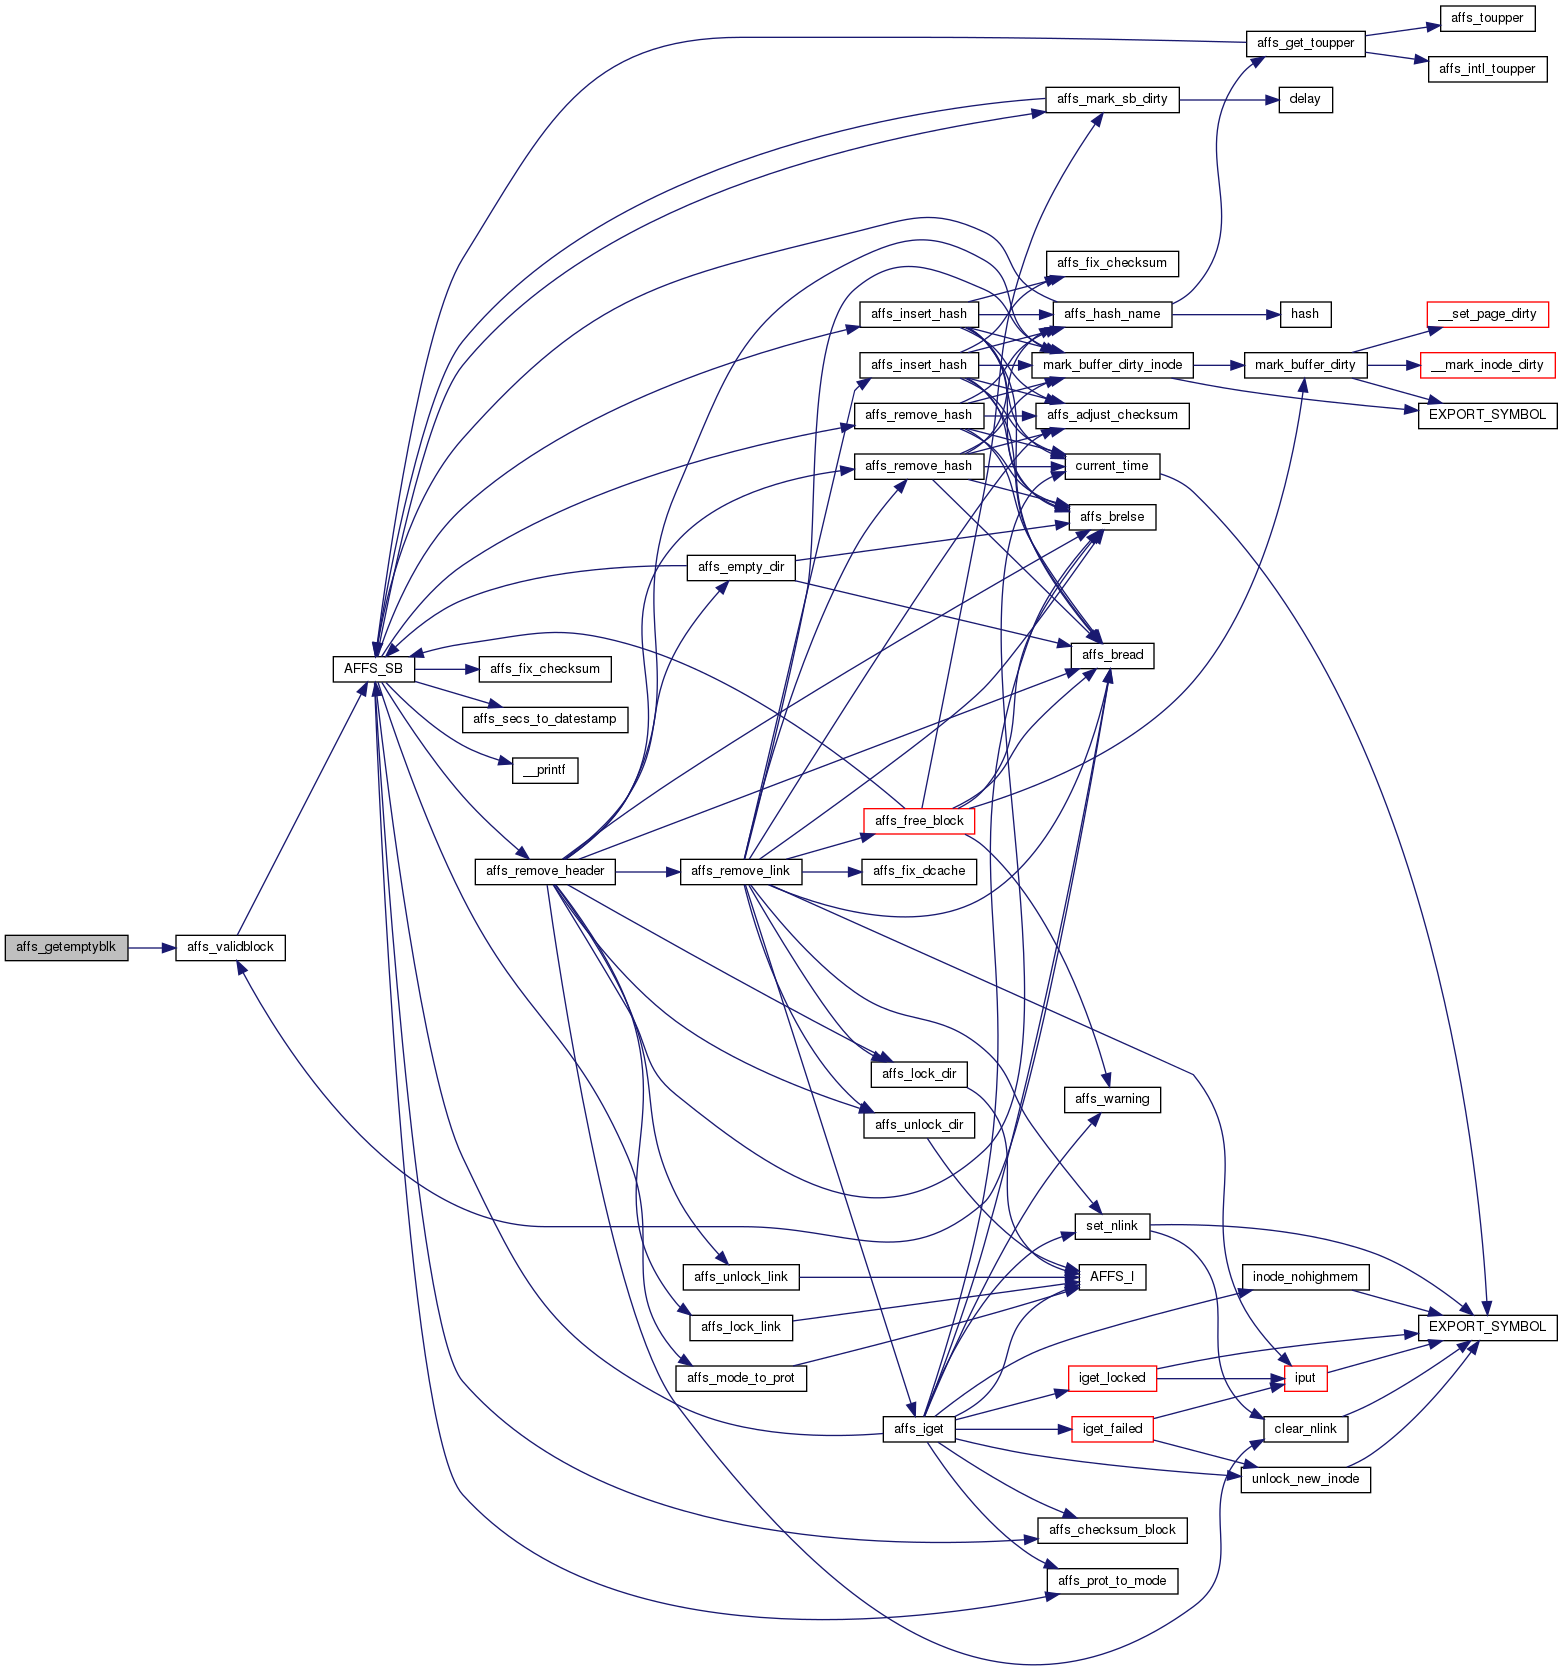 affs_toupper
affs_get_toupper
affs_intl_toupper
affs_mark_sb_dirty
delay
affs_fix_checksum
affs_insert_hash
affs_hash_name
hash
__set_page_dirty
affs_insert_hash
mark_buffer_dirty_inode
mark_buffer_dirty
__mark_inode_dirty
affs_remove_hash
affs_adjust_checksum
EXPORT_SYMBOL
affs_remove_hash
current_time
affs_brelse
affs_empty_dir
affs_bread
AFFS_SB
affs_fix_checksum
affs_secs_to_datestamp
__printf
affs_free_block
affs_remove_header
affs_remove_link
affs_fix_dcache
affs_getemptyblk
affs_validblock
affs_lock_dir
affs_warning
affs_unlock_dir
set_nlink
affs_unlock_link
AFFS_I
inode_nohighmem
affs_lock_link
EXPORT_SYMBOL
affs_mode_to_prot
iget_locked
iput
affs_iget
iget_failed
clear_nlink
unlock_new_inode
affs_checksum_block
affs_prot_to_mode